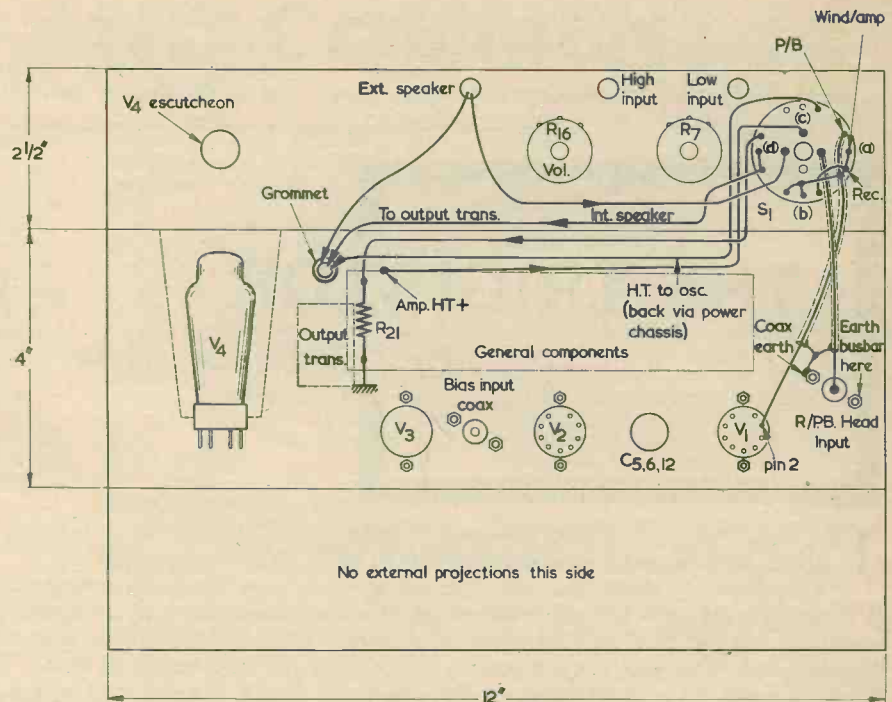 Wind/amp
P/B
V4 escutcheon
Ext. speaker
High
input
Low
input
2 1/2"
R16
Vol.
R7
(c)
(d)
(a)
Rec.
(b)
S1
Grommet
To output trans.
Int. speaker
4"
V4
Amp. HT+
H.T. to osc.
(back via power
chassis)
Output
trans.
R21
General components
Coax
earth
Earth
busbar
here
Bias input
coax
V3
V2
C5,6,12
V1
pin 2
R/P.B. Head
Input
No external projections this side
12"